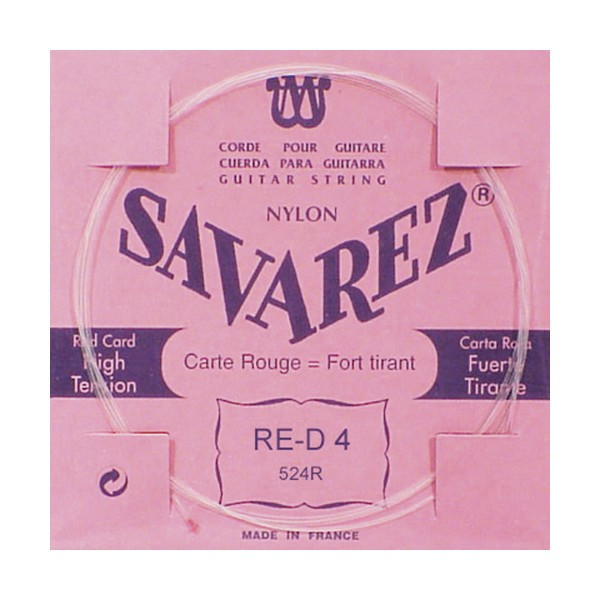 CORDE POUR GUITARE
CUERDA PARA GUITARRA
GUITAR STRING
NYLON
SAVAREZ®
Red Card
High
Tension
Carte Rouge = Fort tirant
Carta Roja
Fuerte
Tirante
RE-D 4
524R
MADE IN FRANCE